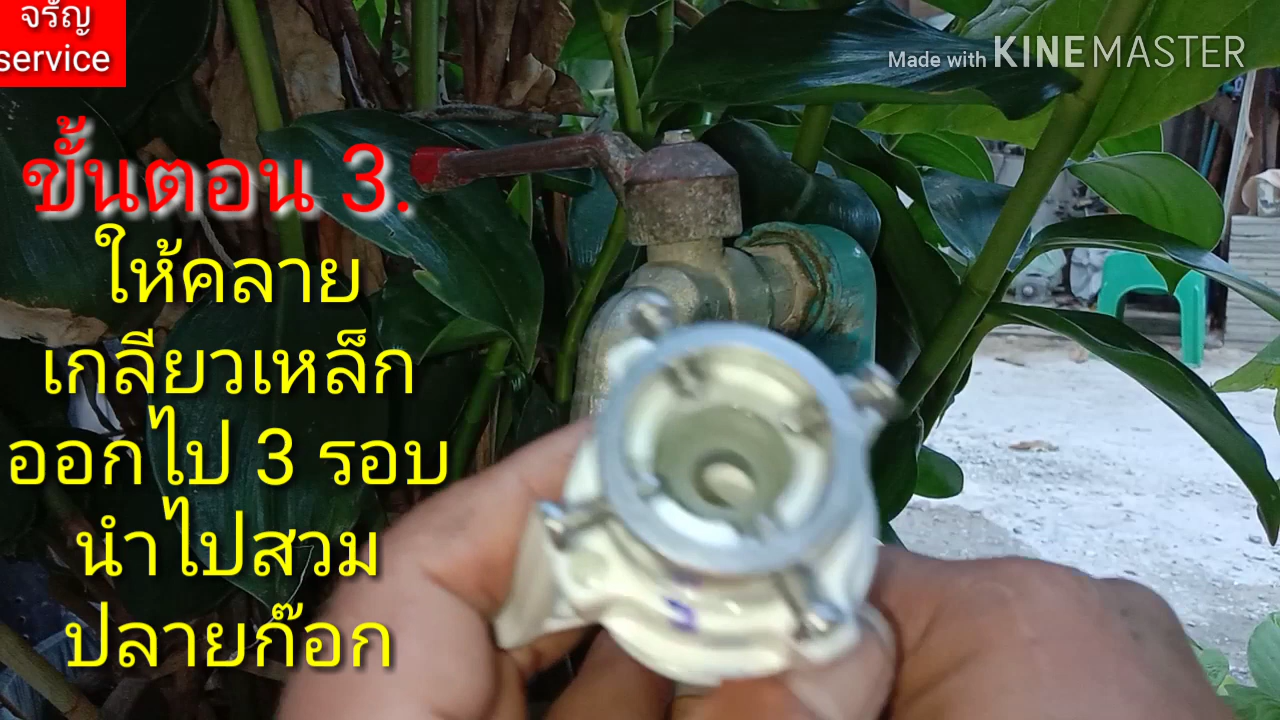 จรัญ
service
Made with KINEMASTER
ขั้นตอน 3.
ให้คลาย
เกลียวเหล็ก
ออกไป 3 รอบ
นำไปสวม
ปลายก๊อก